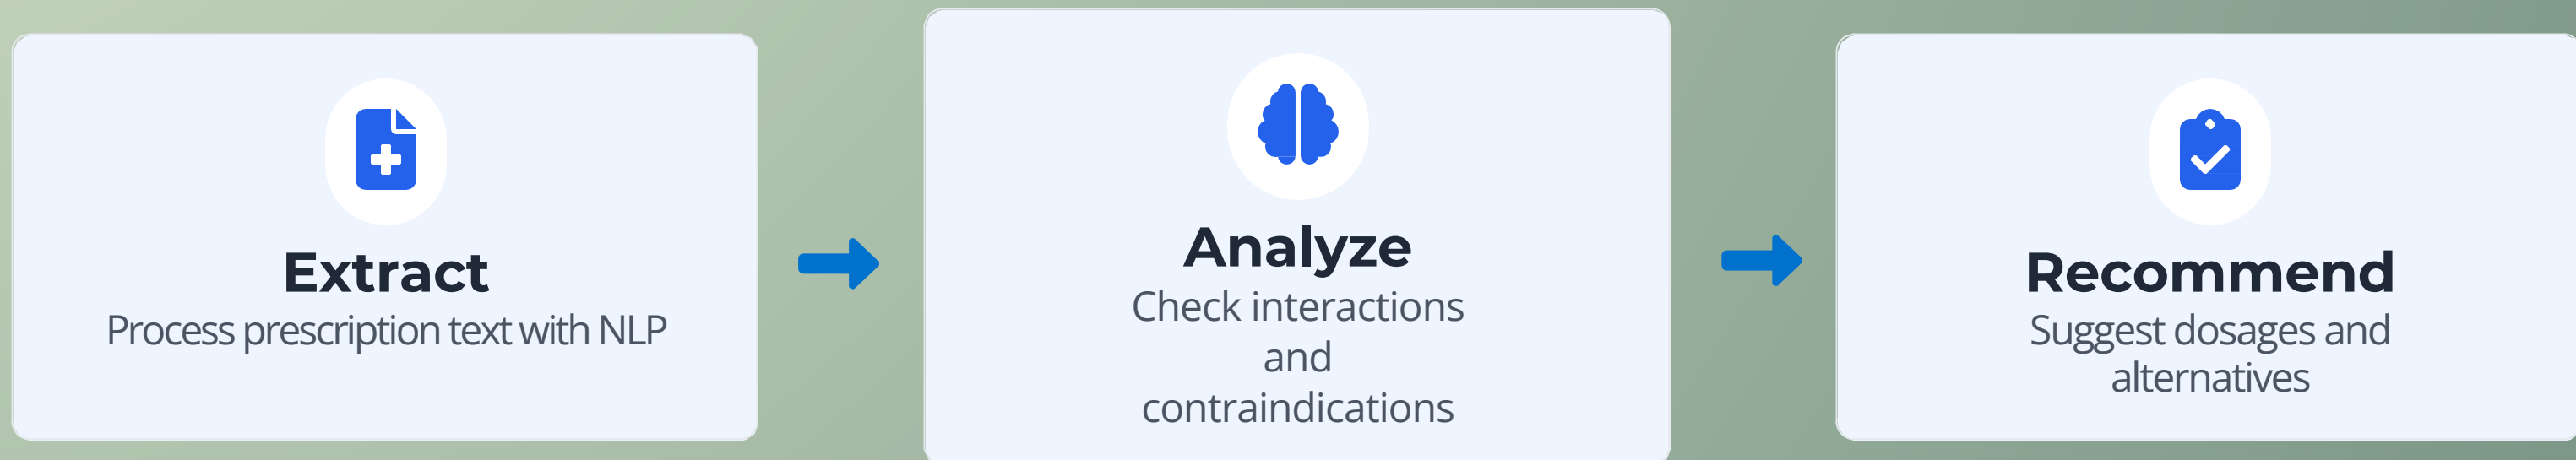 Extract
Process prescription text with NLP
Analyze
Check interactions
and
contraindications
Recommend
Suggest dosages and
alternatives